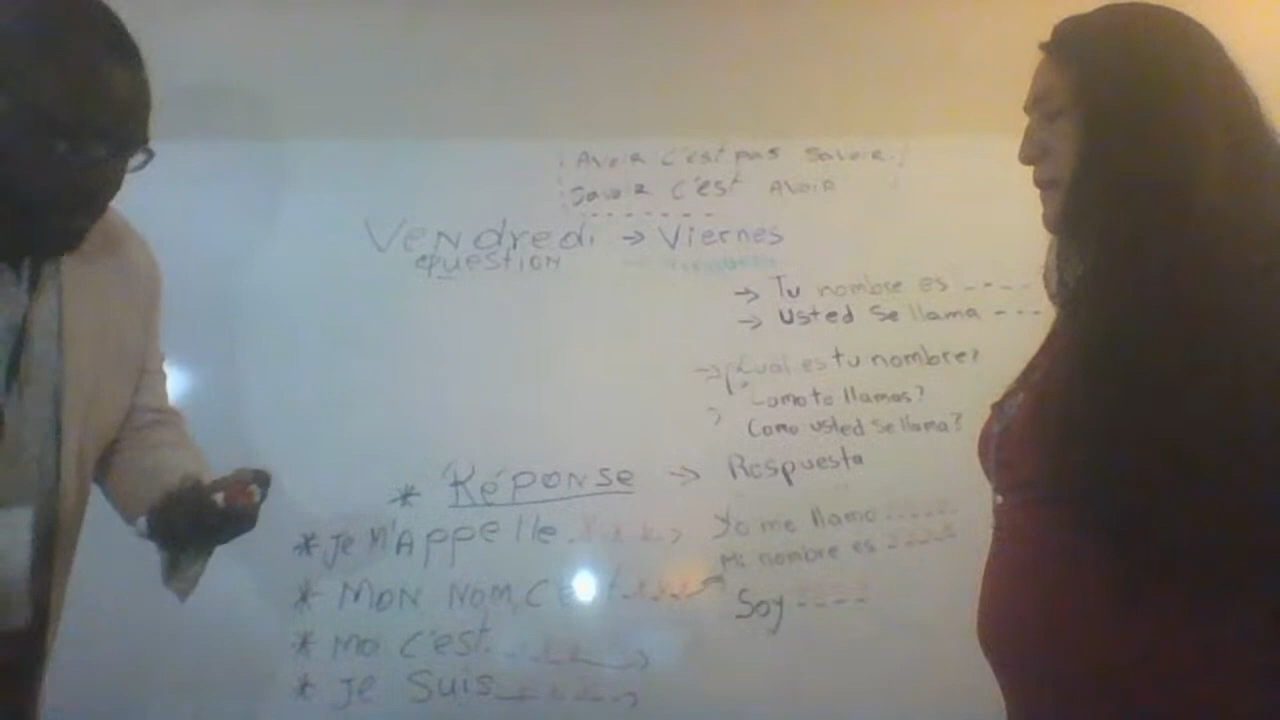 Avoir c'est pas Savoir.
Savoir c'est AVOIR
Vendredi → Viernes
question
→ Tu nombre es ----
→ Usted Se llama ---
→ ¿Cual es tu nombre?
Como te llamas?
Como usted se llama?
* Réponse → Respuesta
* Je M'Appelle. Yo me llamo ------
Mi nombre es -----
* MON NOM, C'est
Soy ----
* mo c'est.
* Je Suis